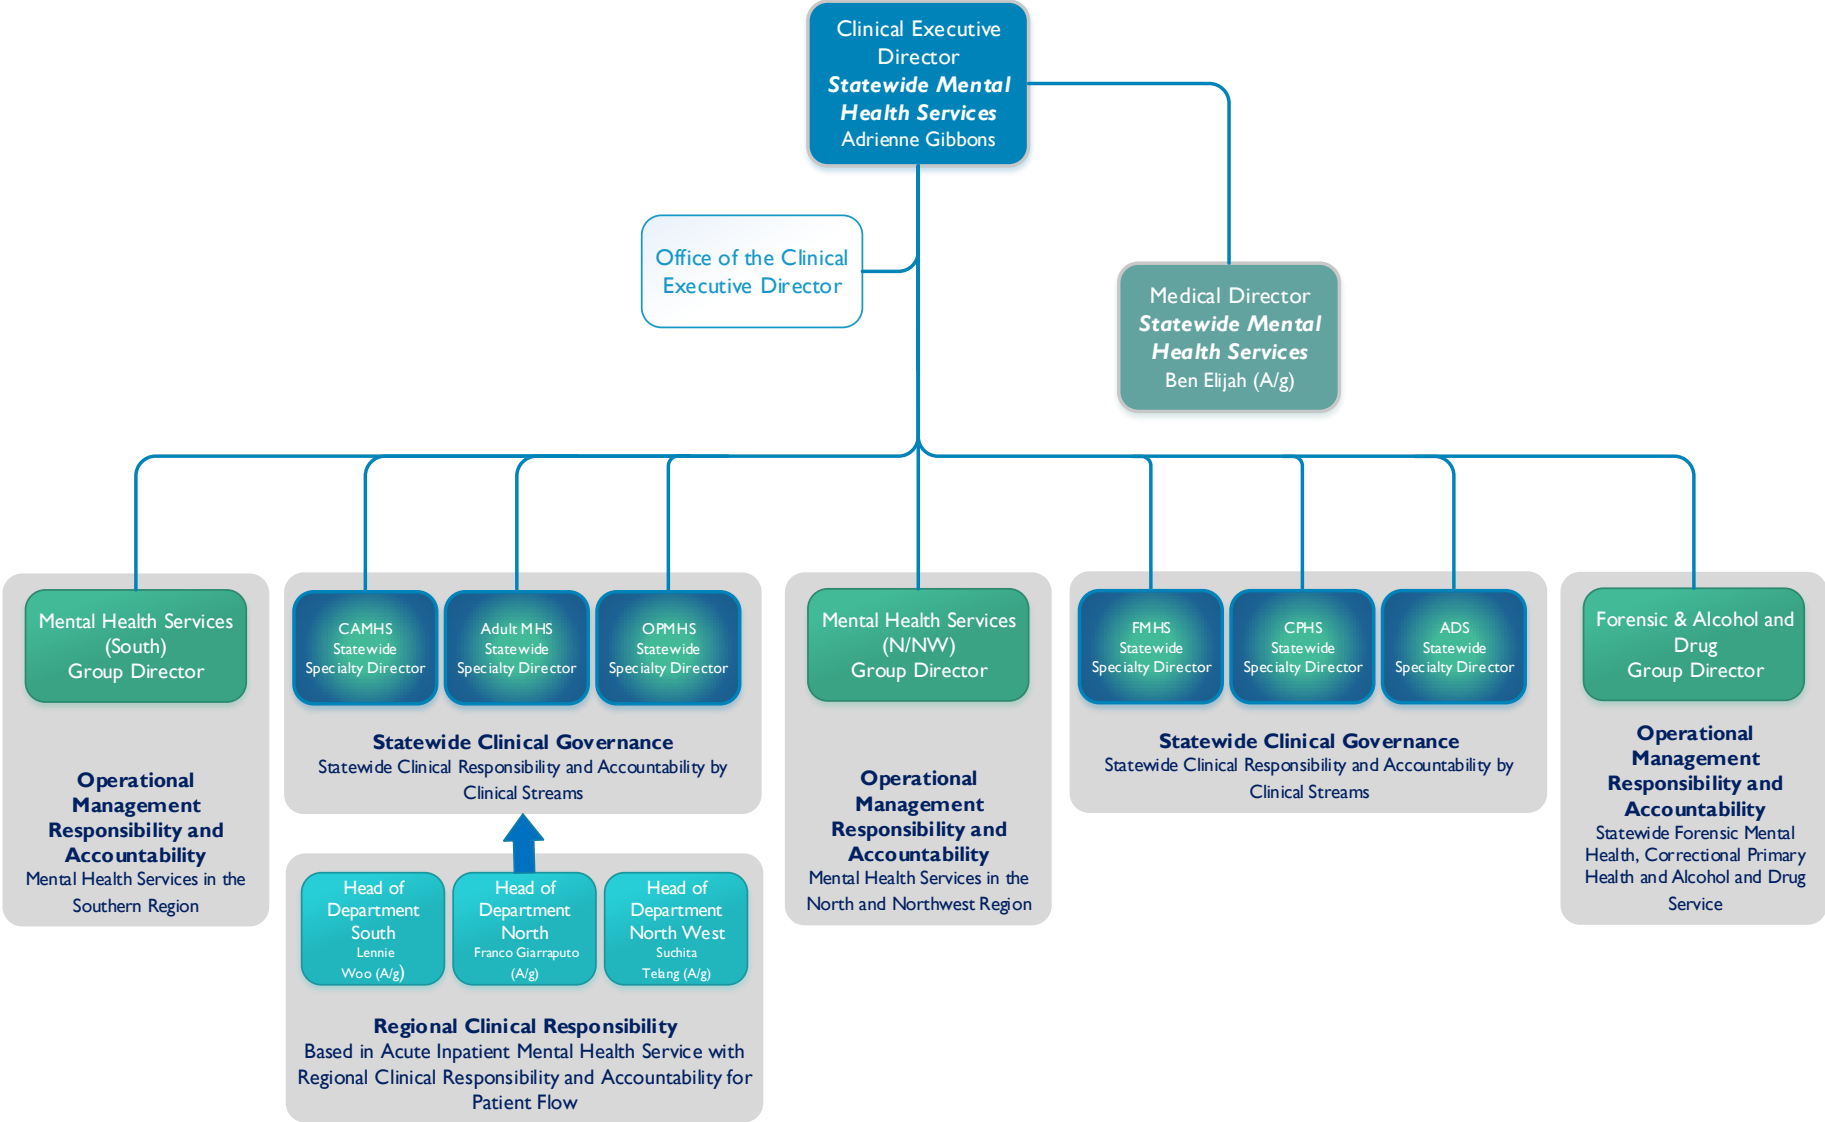 Clinical Executive
Director
Statewide Mental
Health Services
Adrienne Gibbons
Office of the Clinical
Executive Director
Medical Director
Statewide Mental
Health Services
Ben Elijah (A/g)
Mental Health Services
(South)
Group Director
Operational
Management
Responsibility and
Accountability
Mental Health Services in the
Southern Region
CAMHS
Statewide
Specialty Director
Adult MHS
Statewide
Specialty Director
OPMHS
Statewide
Specialty Director
Statewide Clinical Governance
Statewide Clinical Responsibility and Accountability by
Clinical Streams
Head of
Department
South
Lennie
Woo (A/g)
Head of
Department
North
Franco Giarraputo
(A/g)
Head of
Department
North West
Suchita
Telang (A/g)
Regional Clinical Responsibility
Based in Acute Inpatient Mental Health Service with
Regional Clinical Responsibility and Accountability for
Patient Flow
Mental Health Services
(N/NW)
Group Director
Operational
Management
Responsibility and
Accountability
Mental Health Services in the
North and Northwest Region
FMHS
Statewide
Specialty Director
CPHS
Statewide
Specialty Director
ADS
Statewide
Specialty Director
Statewide Clinical Governance
Statewide Clinical Responsibility and Accountability by
Clinical Streams
Forensic & Alcohol and
Drug
Group Director
Operational
Management
Responsibility and
Accountability
Statewide Forensic Mental
Health, Correctional Primary
Health and Alcohol and Drug
Service